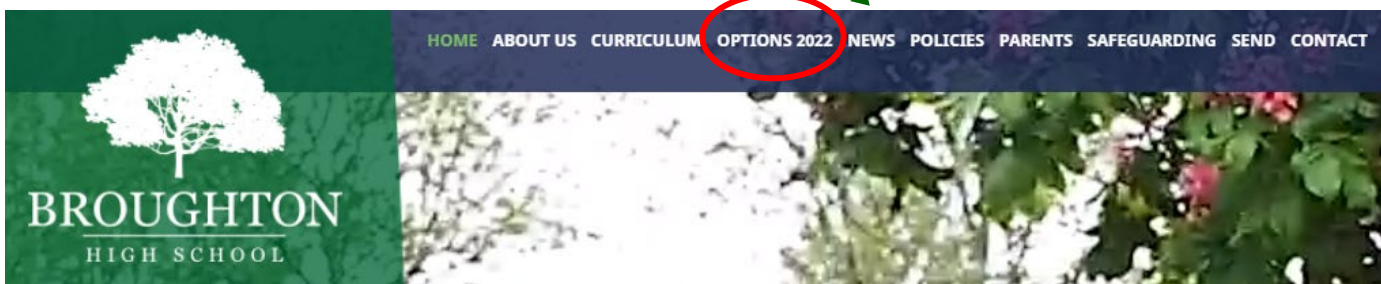 HOME ABOUT US CURRICULUM OPTIONS 2022 NEWS POLICIES PARENTS SAFEGUARDING SEND CONTACT
BROUGHTON
HIGH SCHOOL